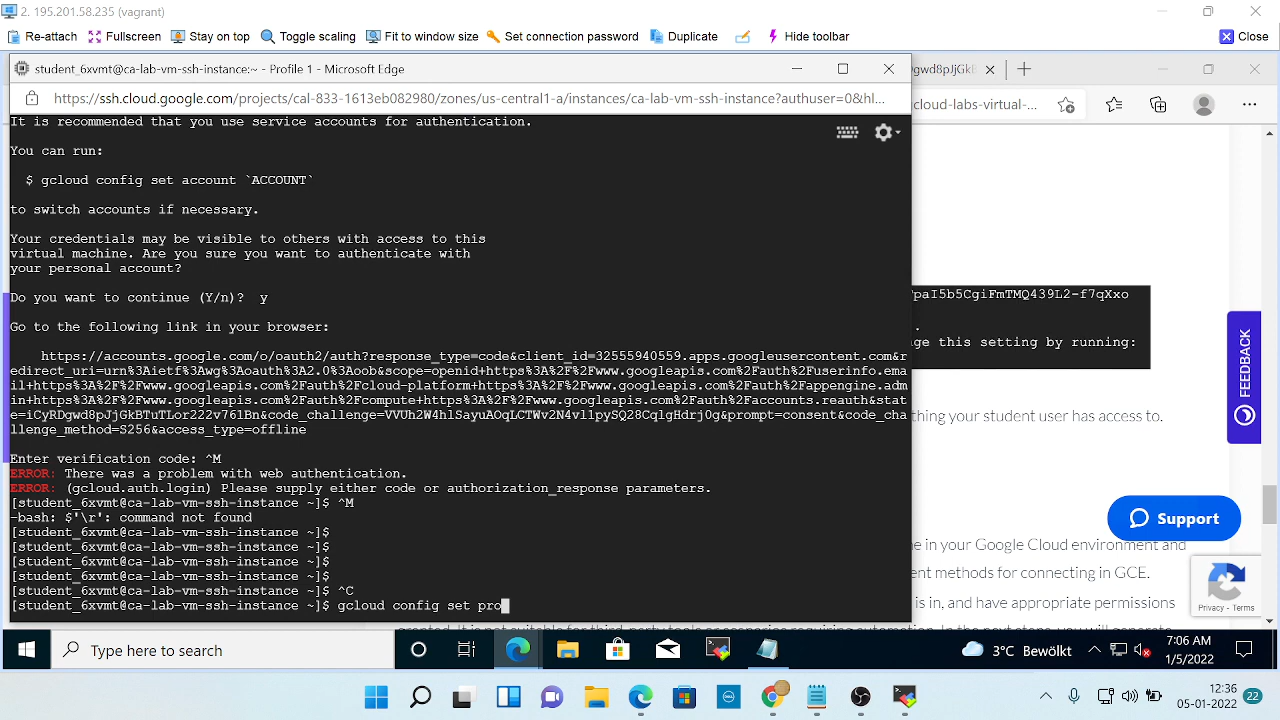 2. 195.201.58.235 (vagrant)
Re-attach Fullscreen Stay on top Toggle scaling Fit to window size Set connection password Duplicate Hide toolbar Close
student_6xvmt@ca-lab-vm-ssh-instance:~ - Profile 1 - Microsoft Edge
https://ssh.cloud.google.com/projects/cal-833-1613eb082980/zones/us-central1-a/instances/ca-lab-vm-ssh-instance?authuser=0&hl...
cloud-labs-virtual-...
It is recommended that you use service accounts for authentication.
You can run:
$ gcloud config set account `ACCOUNT`
to switch accounts if necessary.
Your credentials may be visible to others with access to this
virtual machine. Are you sure you want to authenticate with
your personal account?
Do you want to continue (Y/n)?  y
Go to the following link in your browser:
https://accounts.google.com/o/oauth2/auth?response_type=code&client_id=32555940559.apps.googleusercontent.com&r
edirect_uri=urn%3Aietf%3Awg%3Aoauth%3A2.0%3Aoob&scope=openid+https%3A%2F%2Fwww.googleapis.com%2Fauth%2Fuserinfo.ema
il+https%3A%2F%2Fwww.googleapis.com%2Fauth%2Fcloud-platform+https%3A%2F%2Fwww.googleapis.com%2Fauth%2Fappengine.adm
in+https%3A%2F%2Fwww.googleapis.com%2Fauth%2Fcompute+https%3A%2F%2Fwww.googleapis.com%2Fauth%2Faccounts.reauth&stat
llenge_method=S256&access_type=offline
Enter verification code: ^M
ERROR: There was a problem with web authentication.
ERROR: (gcloud.auth.login) Please supply either code or authorization_response parameters.
[student_6xvmt@ca-lab-vm-ssh-instance ~]$ ^M
-bash: $'\r': command not found
[student_6xvmt@ca-lab-vm-ssh-instance ~]$
[student_6xvmt@ca-lab-vm-ssh-instance ~]$
[student_6xvmt@ca-lab-vm-ssh-instance ~]$
[student_6xvmt@ca-lab-vm-ssh-instance ~]$
[student_6xvmt@ca-lab-vm-ssh-instance ~]$ ^C
[student_6xvmt@ca-lab-vm-ssh-instance ~]$ gcloud config set pro
paI5b5CgiFmTMQ439L2-f7qXxo
.
ge this setting by running:
thing your student user has access to.
FEEDBACK
Support
ne in your Google Cloud environment and
ent methods for connecting in GCE.
is in, and have appropriate permissions
Privacy - Terms
Type here to search
3°C Bewölkt
7:06 AM
1/5/2022
12:36
05-01-2022
22